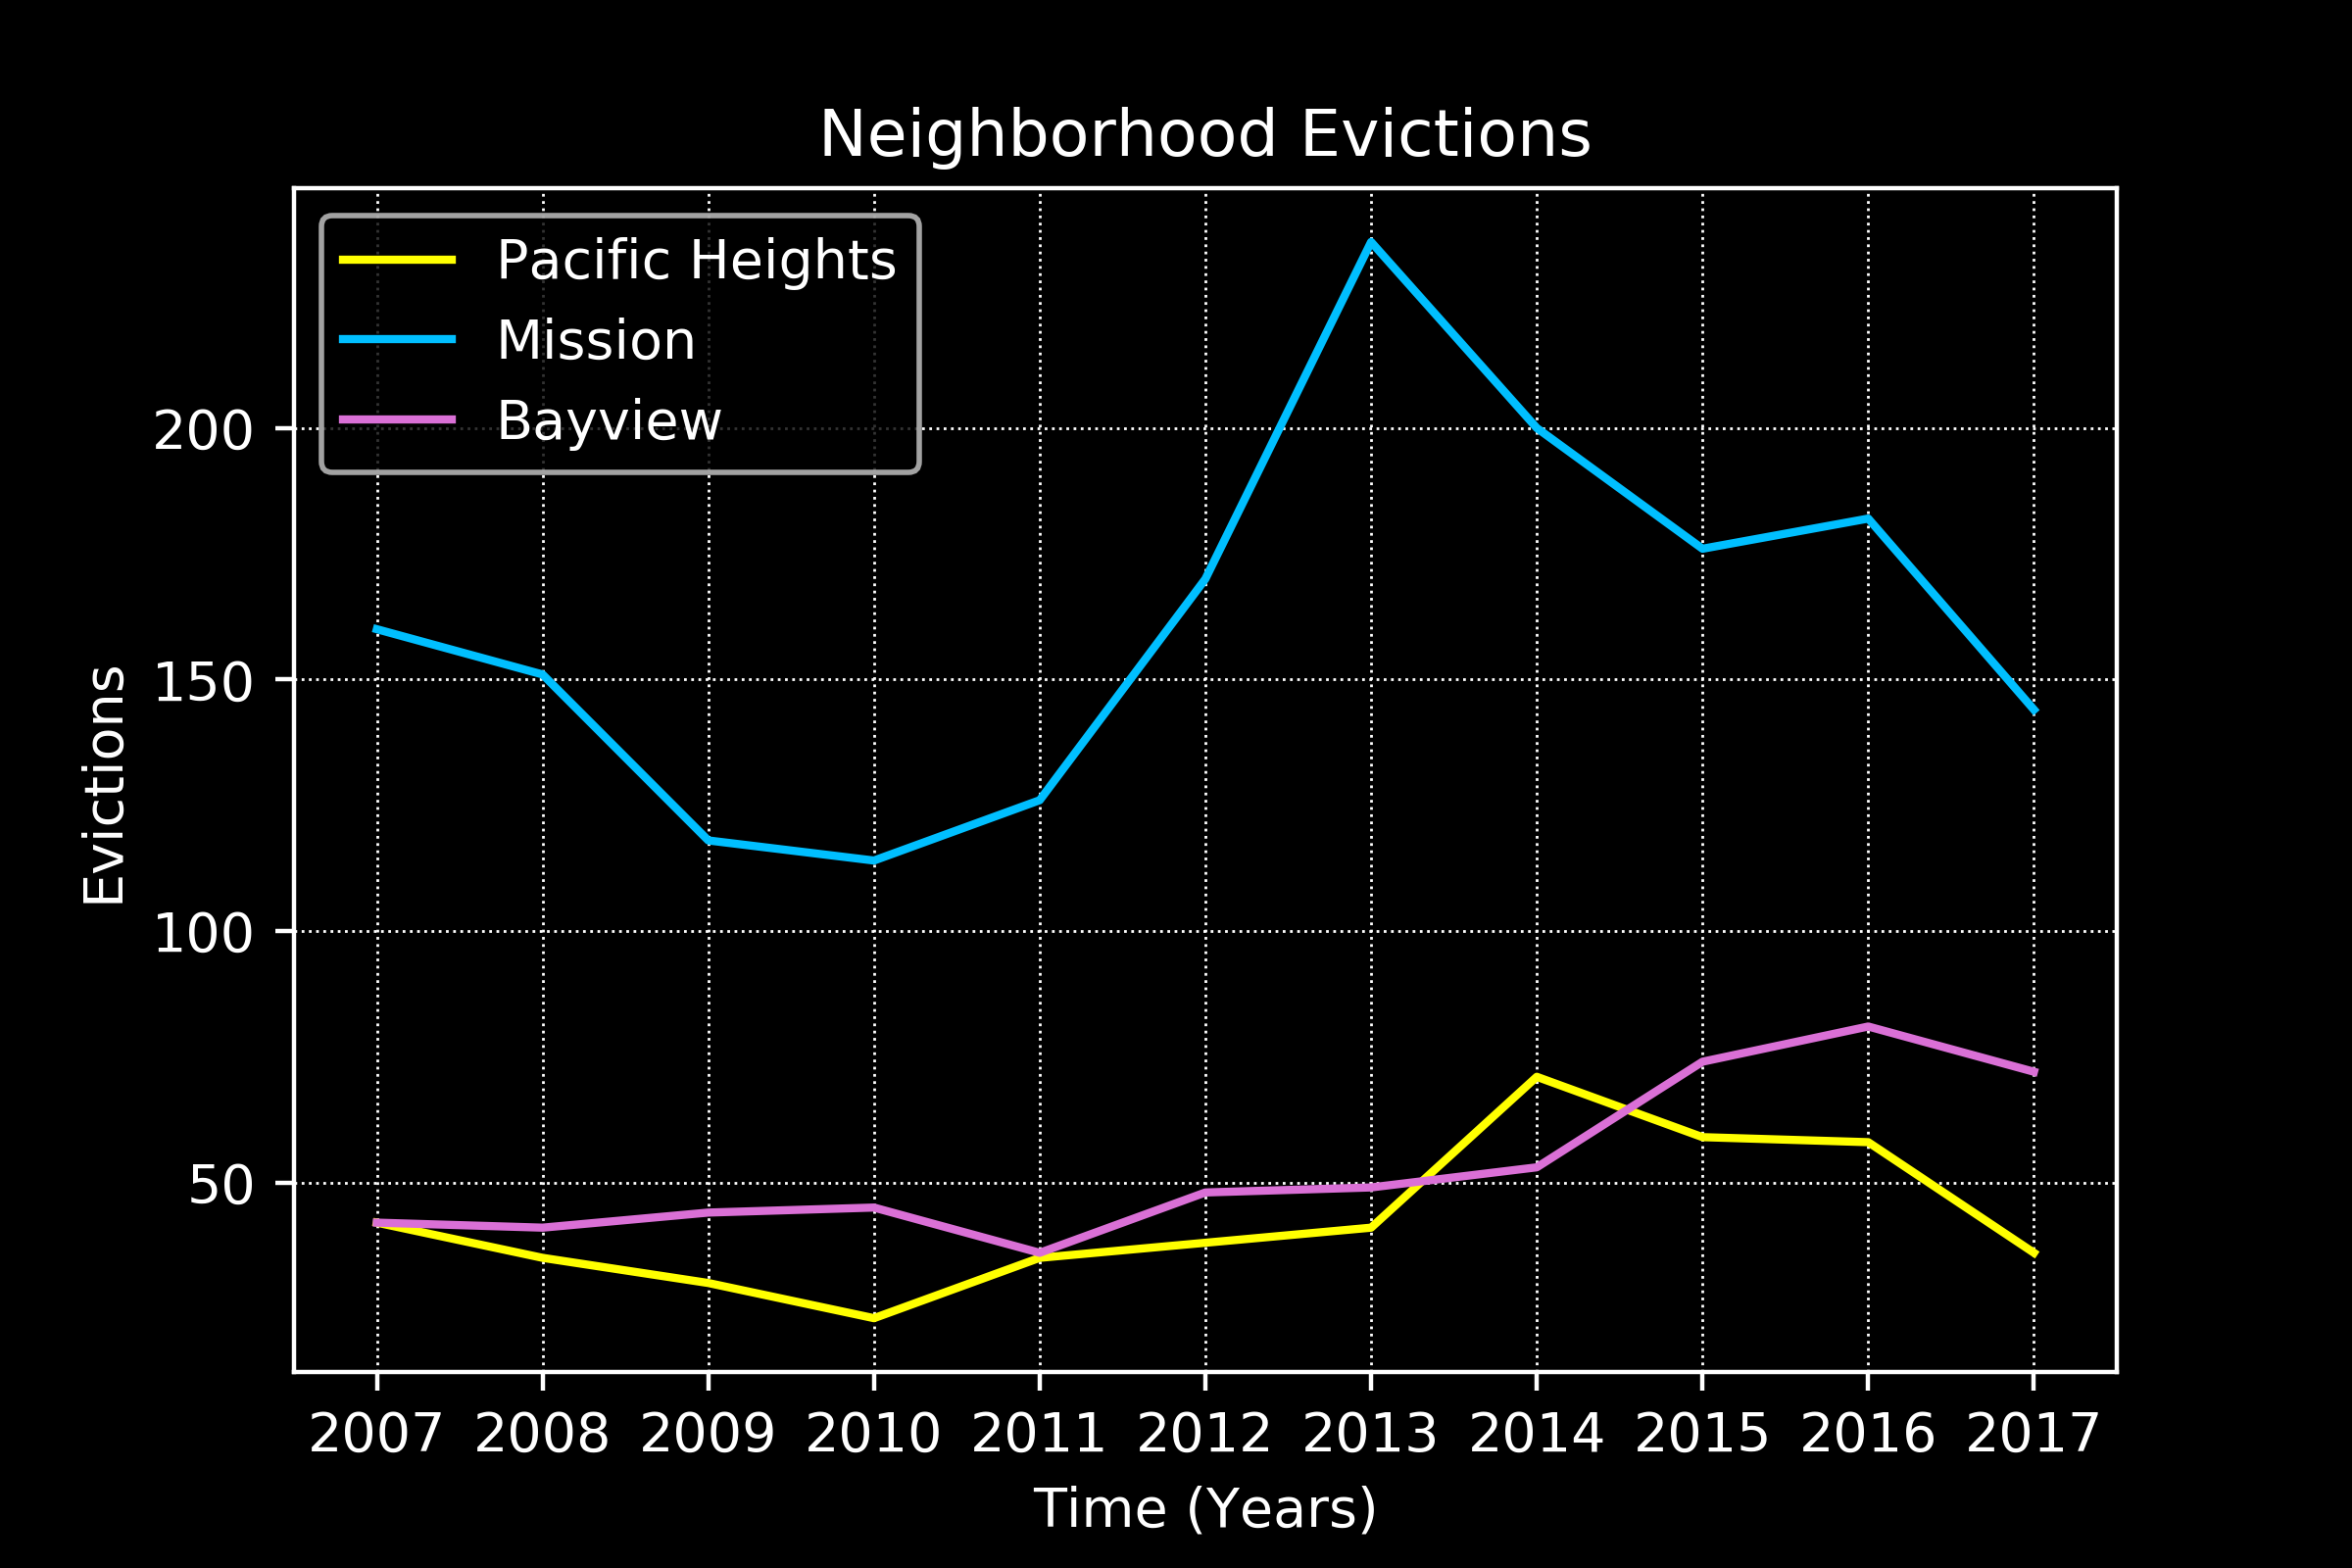 Neighborhood Evictions
Pacific Heights
Mission
Bayview
200
150
100
50
Evictions
2007 2008 2009 2010 2011 2012 2013 2014 2015 2016 2017
Time (Years)